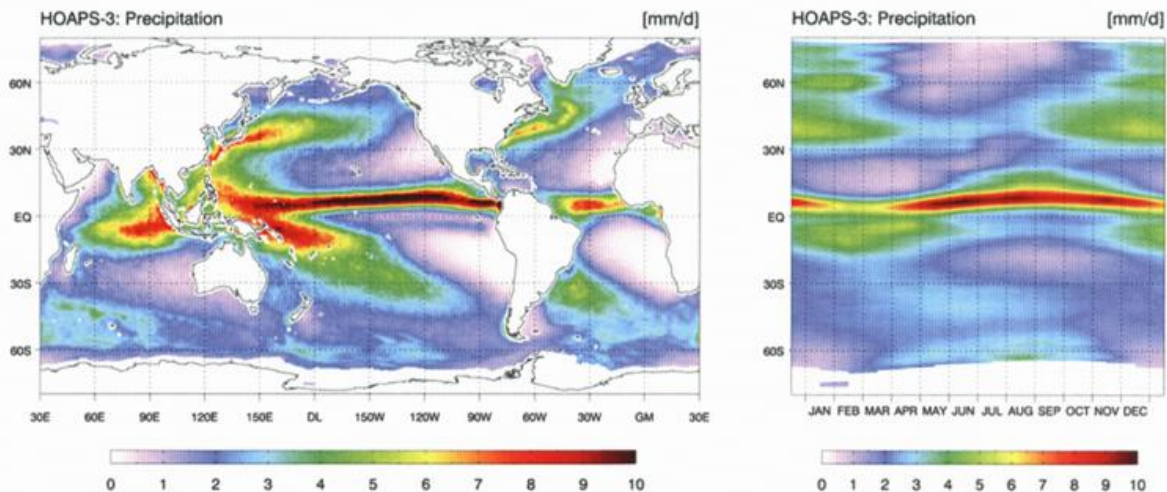 HOAPS-3: Precipitation [mm/d]
60N
30N
EQ
30S
60S
30E 60E 90E 120E 150E DL 150W 120W 90W 60W 30W GM 30E
0 1 2 3 4 5 6 7 8 9 10
HOAPS-3: Precipitation [mm/d]
60N
30N
EQ
30S
60S
JAN FEB MAR APR MAY JUN JUL AUG SEP OCT NOV DEC
0 1 2 3 4 5 6 7 8 9 10